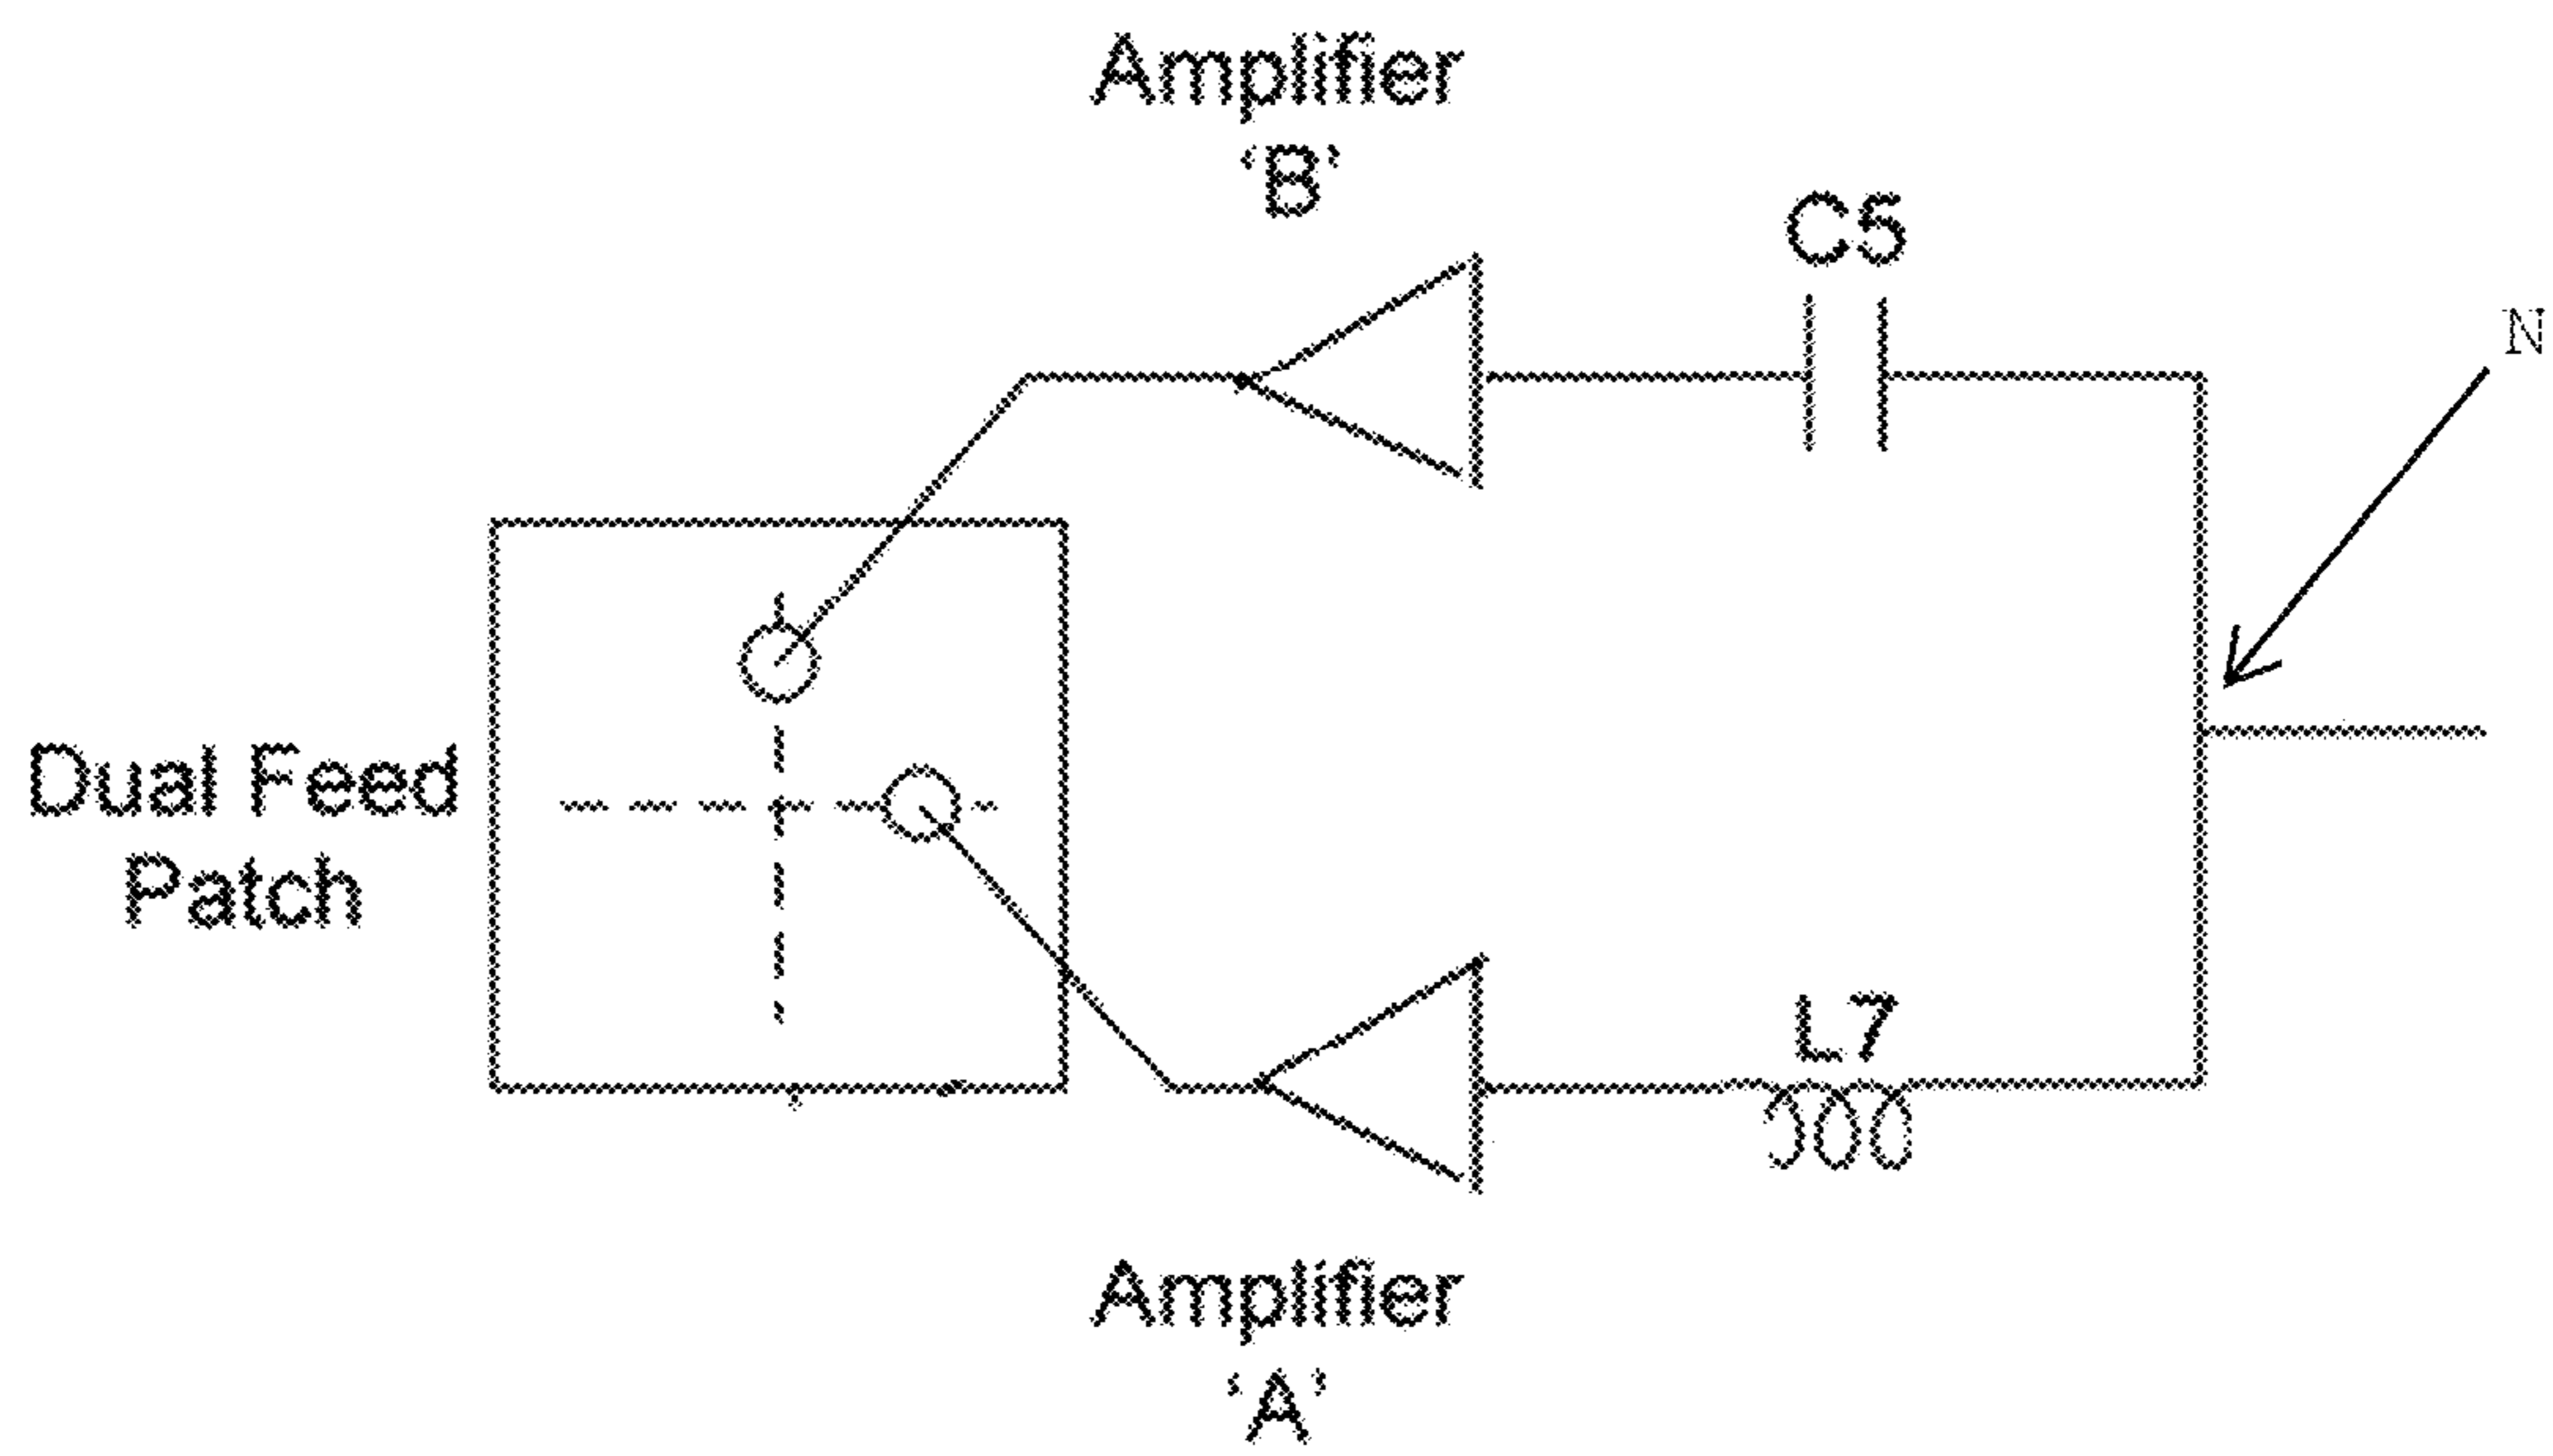 Amplifier
‘B’
C5
N
Dual Feed
Patch
L7
Amplifier
‘A’